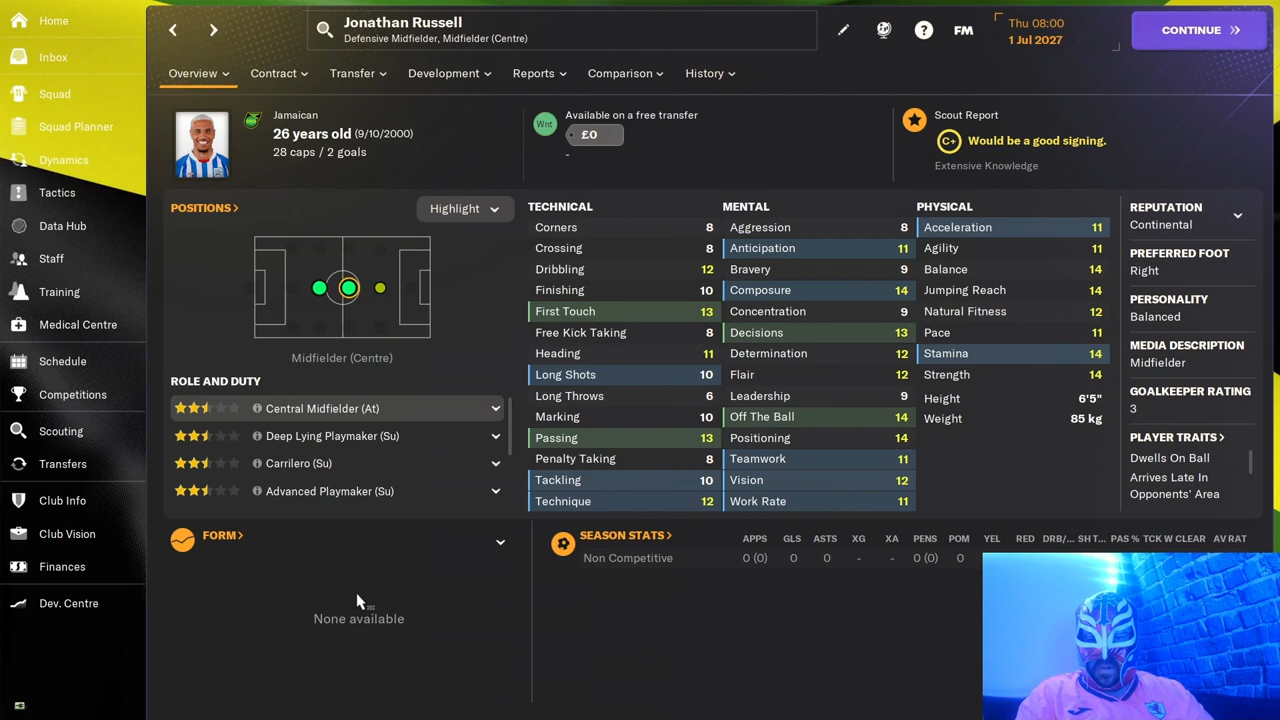 Home
Inbox
Squad
Squad Planner
Dynamics
Tactics
Data Hub
Staff
Training
Medical Centre
Schedule
Competitions
Scouting
Transfers
Club Info
Club Vision
Finances
Dev. Centre
Jonathan Russell
Defensive Midfielder, Midfielder (Centre)
?
FM
Thu 08:00
1 Jul 2027
CONTINUE
Overview
Contract
Transfer
Development
Reports
Comparison
History
Jamaican
26 years old (9/10/2000)
28 caps / 2 goals
Wnt
Available on a free transfer
£0
-
Scout Report
C+ Would be a good signing.
Extensive Knowledge
POSITIONS>
Highlight
Midfielder (Centre)
ROLE AND DUTY
Central Midfielder (At)
Deep Lying Playmaker (Su)
Carrilero (Su)
Advanced Playmaker (Su)
TECHNICAL
Corners 8
Crossing 8
Dribbling 12
Finishing 10
First Touch 13
Free Kick Taking 8
Heading 11
Long Shots 10
Long Throws 6
Marking 10
Passing 13
Penalty Taking 8
Tackling 10
Technique 12
MENTAL
Aggression 8
Anticipation 11
Bravery 9
Composure 14
Concentration 9
Decisions 13
Determination 12
Flair 12
Leadership 9
Off The Ball 14
Positioning 14
Teamwork 11
Vision 12
Work Rate 11
PHYSICAL
Acceleration 11
Agility 11
Balance 14
Jumping Reach 14
Natural Fitness 12
Pace 11
Stamina 14
Strength 14
Height 6'5"
Weight 85 kg
REPUTATION
Continental
PREFERRED FOOT
Right
PERSONALITY
Balanced
MEDIA DESCRIPTION
Midfielder
GOALKEEPER RATING
3
PLAYER TRAITS>
Dwells On Ball
Arrives Late In
Opponents' Area
FORM>
None available
SEASON STATS>
APPS GLS ASTS XG XA PENS POM YEL RED DRB/... SH T... PAS % TCK W CLEAR AV RAT
Non Competitive 0 (0) 0 0 - - 0 (0) 0